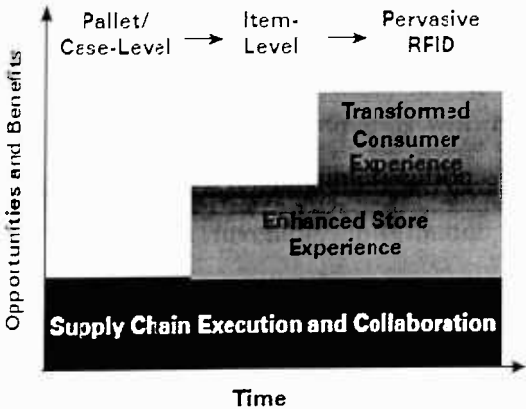 Pallet/
Case-Level
Item-
Level
Pervasive
RFID
Opportunities and Benefits
Transformed
Consumer
Experience
Enhanced Store
Experience
Supply Chain Execution and Collaboration
Time